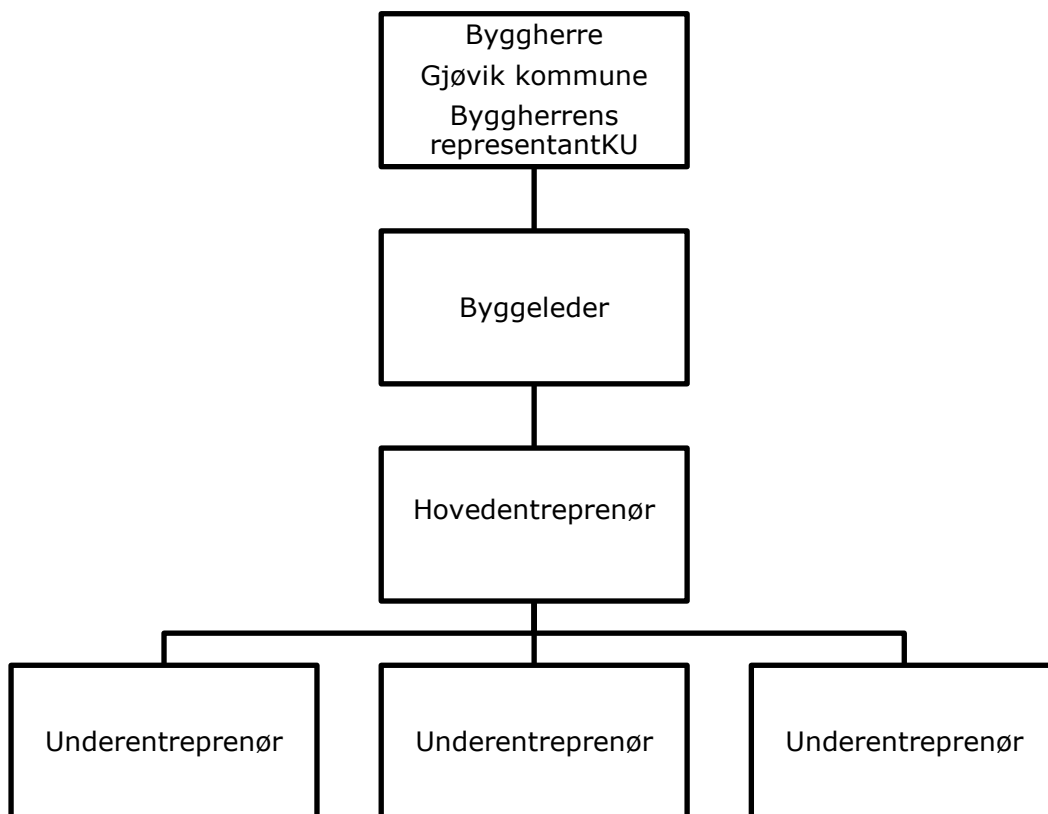 Byggherre
Gjøvik kommune
Byggherrens
representantKU
Byggeleder
Hovedentreprenør
Underentreprenør
Underentreprenør
Underentreprenør